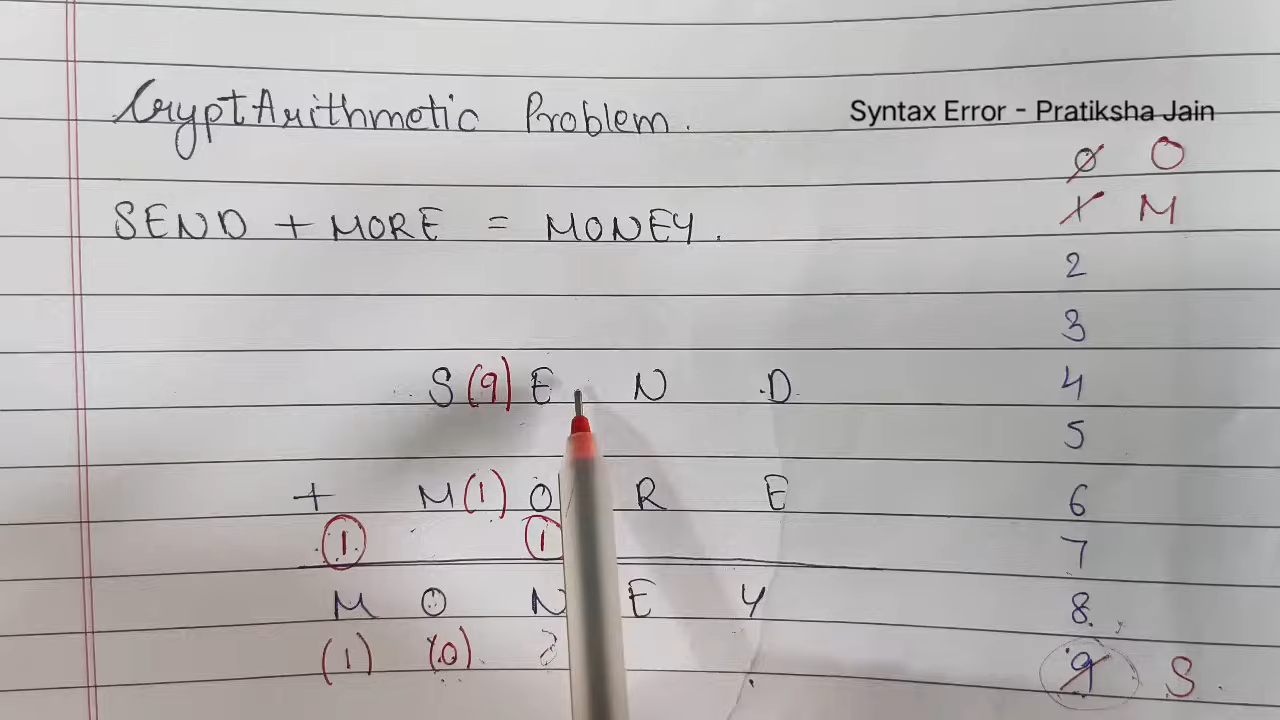 CryptArithmetic Problem.
Syntax Error - Pratiksha Jain
0 O
1 M
SEND + MORE = MONEY.
2
3
S (9) E N D
4
5
+ M (1) O R E
6
1 1
7
M O N E Y
8
(1) (0)
9 S